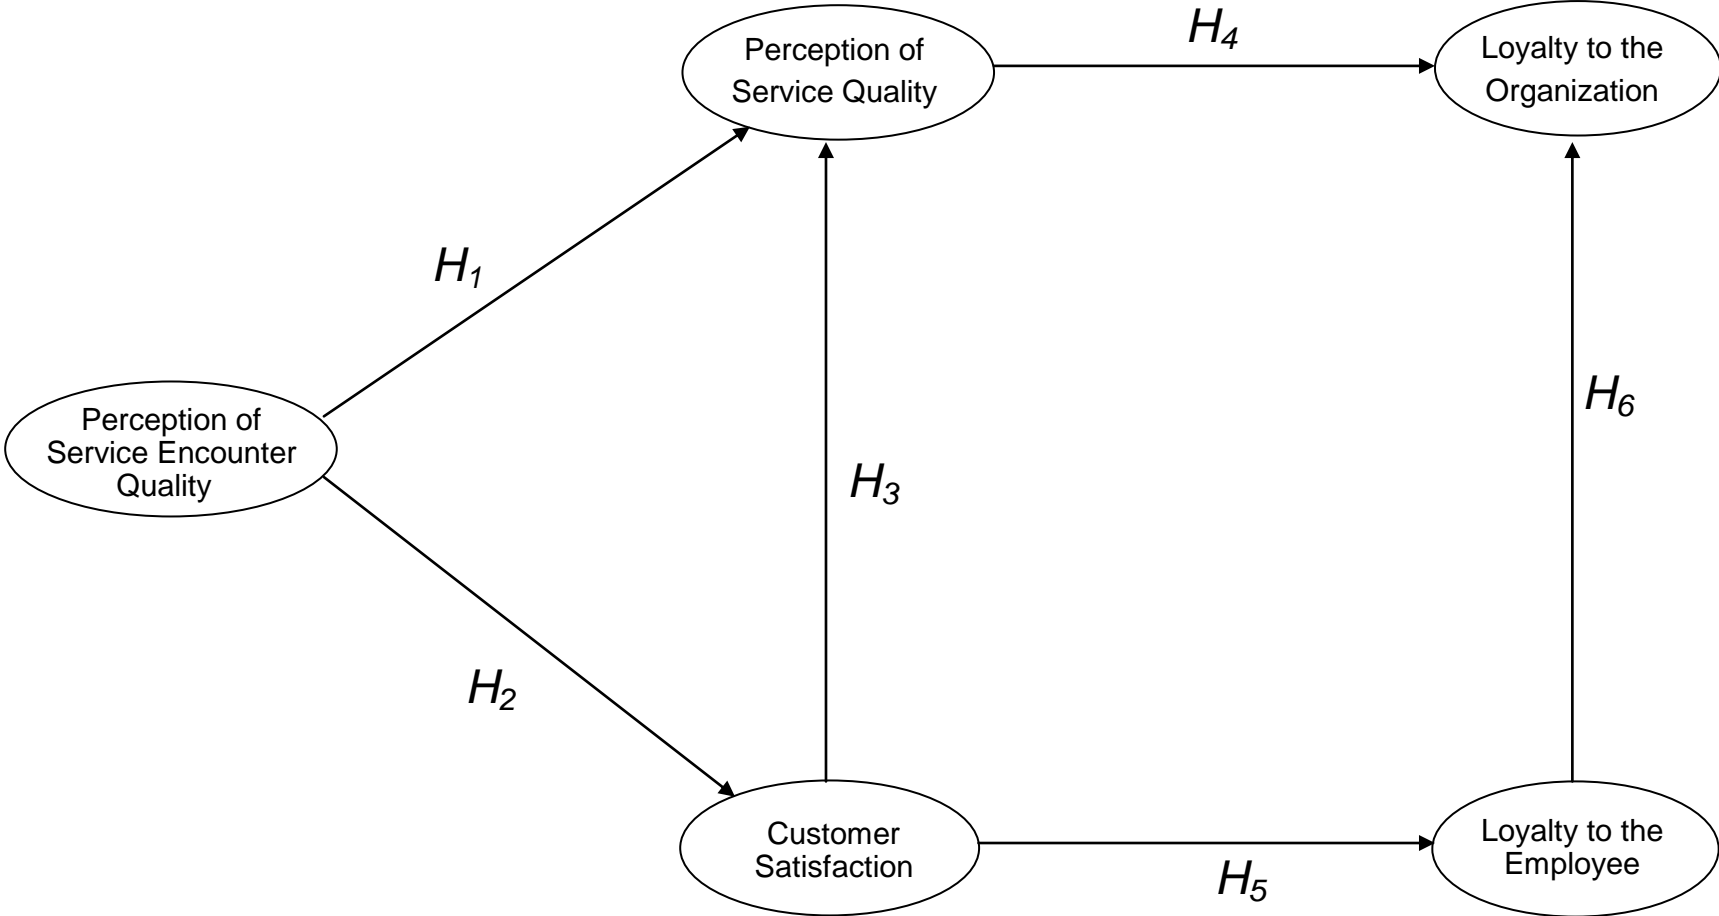 Perception of
Service Quality
H4
Loyalty to the
Organization
H1
Perception of
Service Encounter
Quality
H6
H3
H2
Customer
Satisfaction
H5
Loyalty to the
Employee